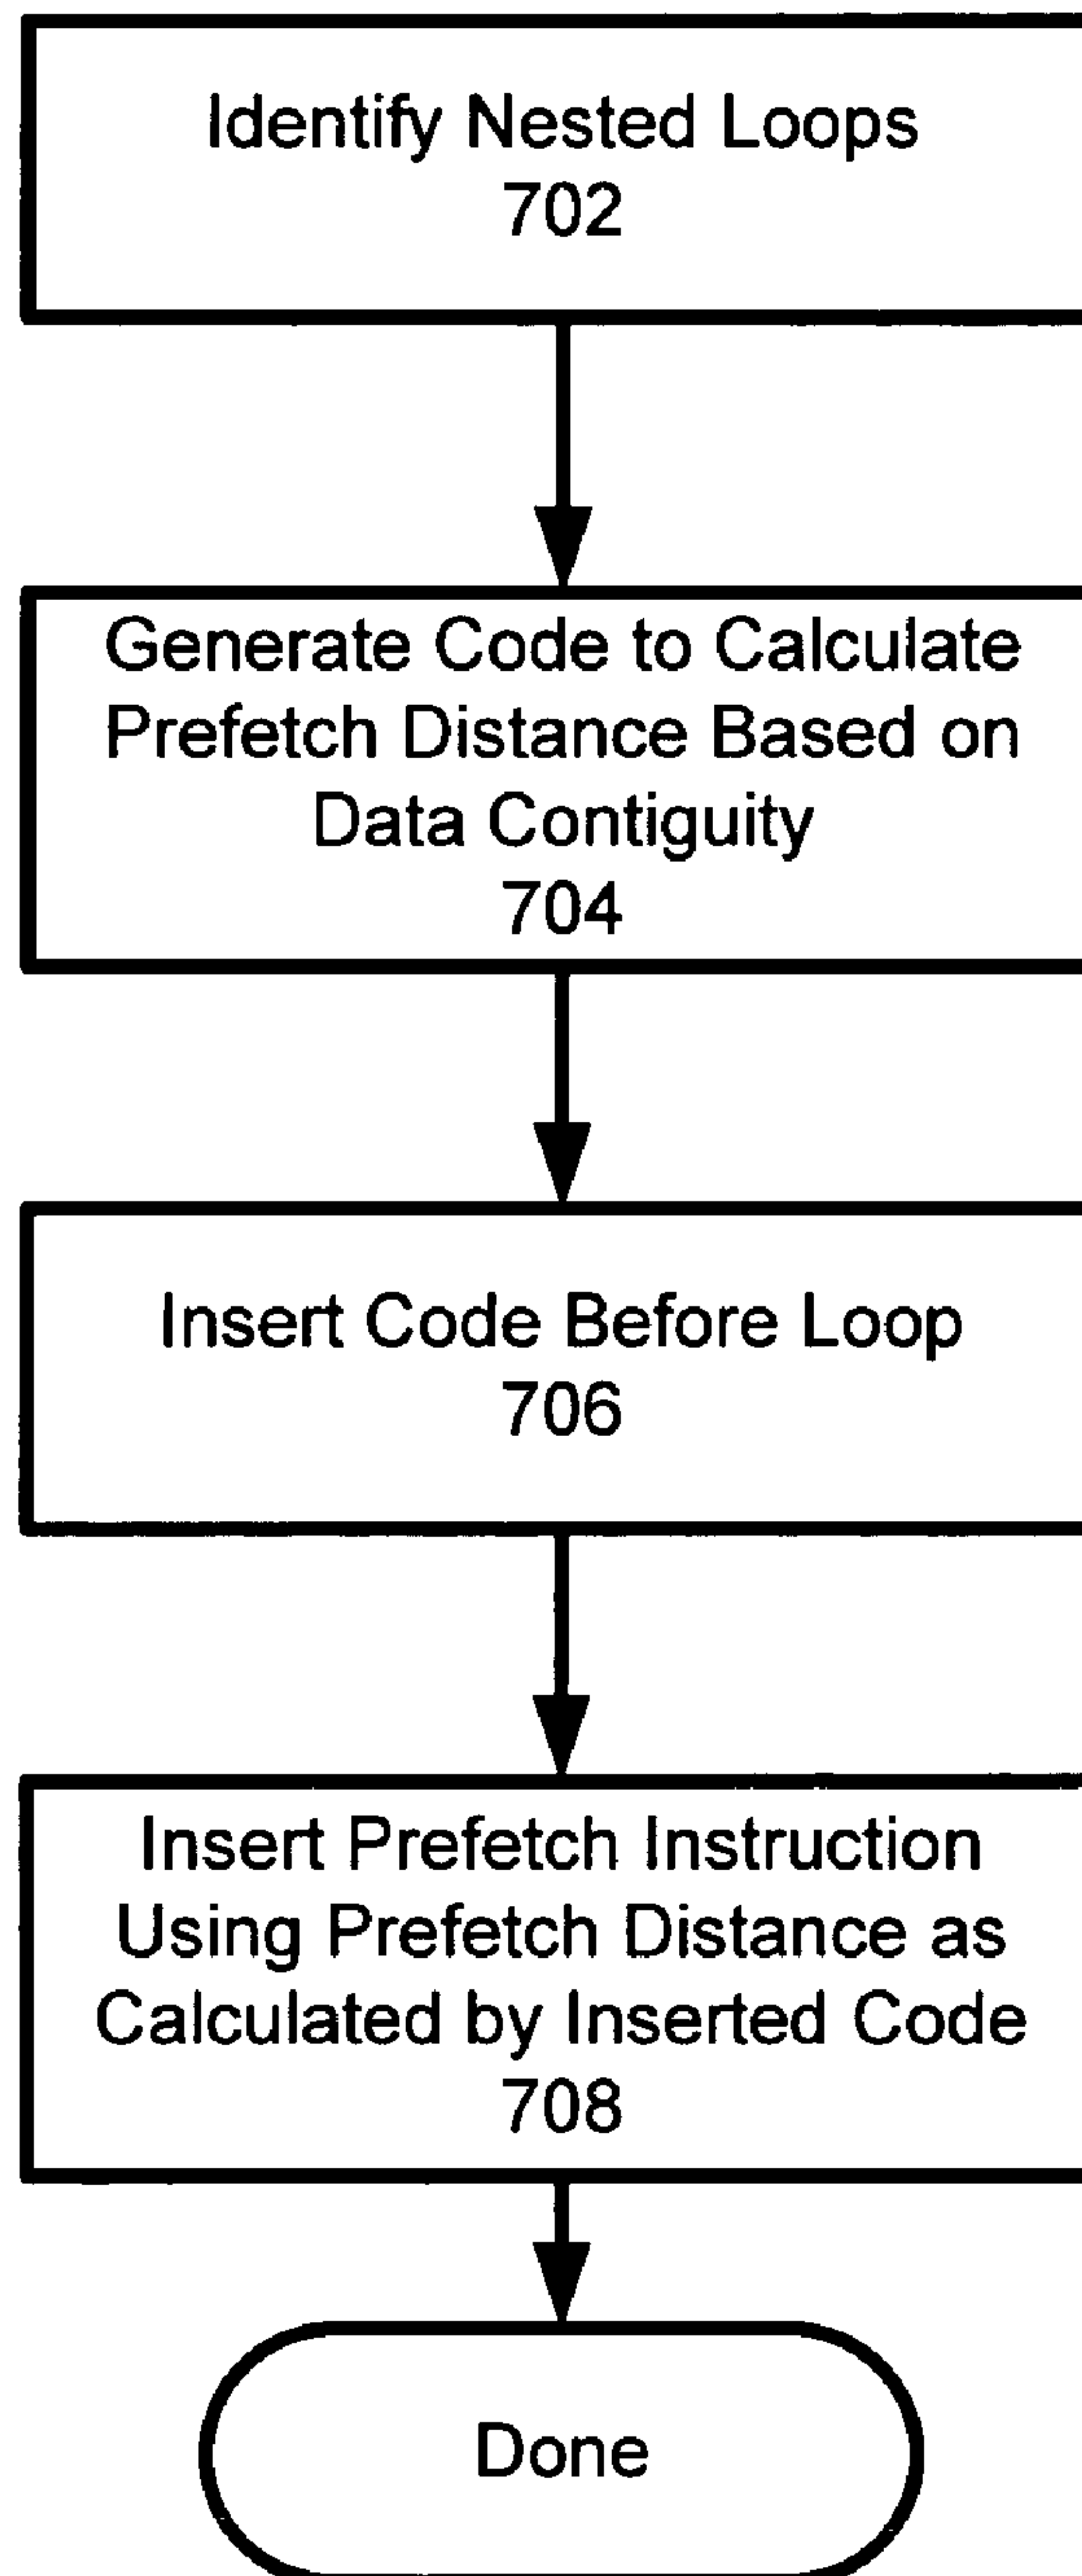 Identify Nested Loops
702
Generate Code to Calculate
Prefetch Distance Based on
Data Contiguity
704
Insert Code Before Loop
706
Insert Prefetch Instruction
Using Prefetch Distance as
Calculated by Inserted Code
708
Done